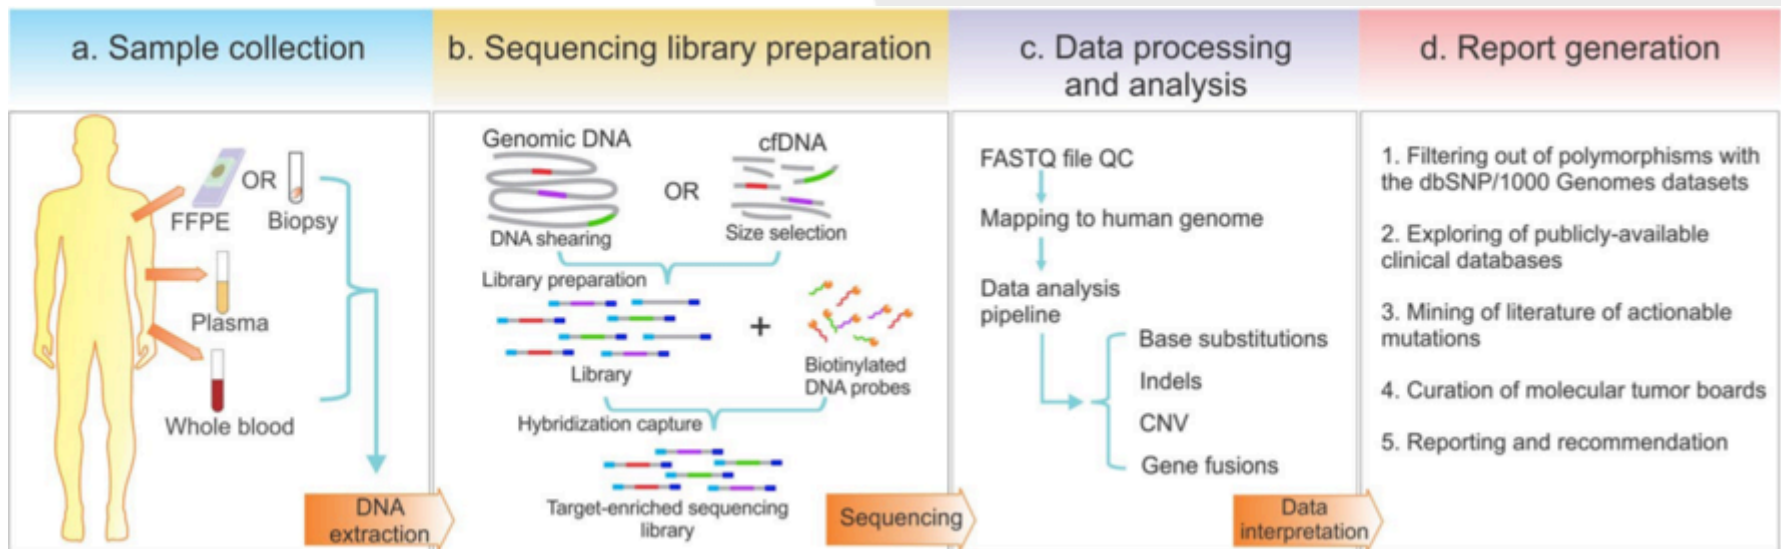 a. Sample collection
b. Sequencing library preparation
c. Data processing
and analysis
d. Report generation
OR
FFPE
Biopsy
Plasma
Whole blood
DNA
extraction
Genomic DNA
cfDNA
OR
DNA shearing
Size selection
Library preparation
+
Library
Biotinylated
DNA probes
Hybridization capture
Target-enriched sequencing
library
Sequencing
FASTQ file QC
Mapping to human genome
Data analysis
pipeline
Base substitutions
Indels
CNV
Gene fusions
Data
interpretation
1. Filtering out of polymorphisms with
the dbSNP/1000 Genomes datasets
2. Exploring of publicly-available
clinical databases
3. Mining of literature of actionable
mutations
4. Curation of molecular tumor boards
5. Reporting and recommendation